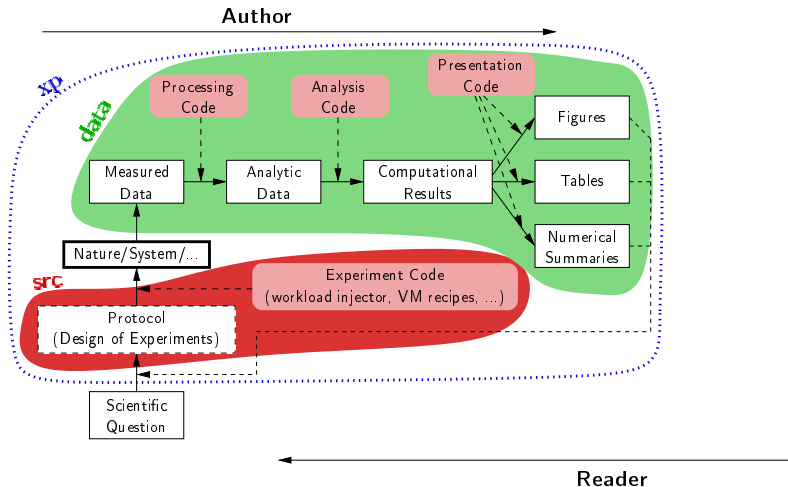 Author
xp
data
Processing
Code
Analysis
Code
Presentation
Code
Figures
Measured
Data
Analytic
Data
Computational
Results
Tables
Numerical
Summaries
Nature/System/...
src
Experiment Code
(workload injector, VM recipes, ...)
Protocol
(Design of Experiments)
Scientific
Question
Reader